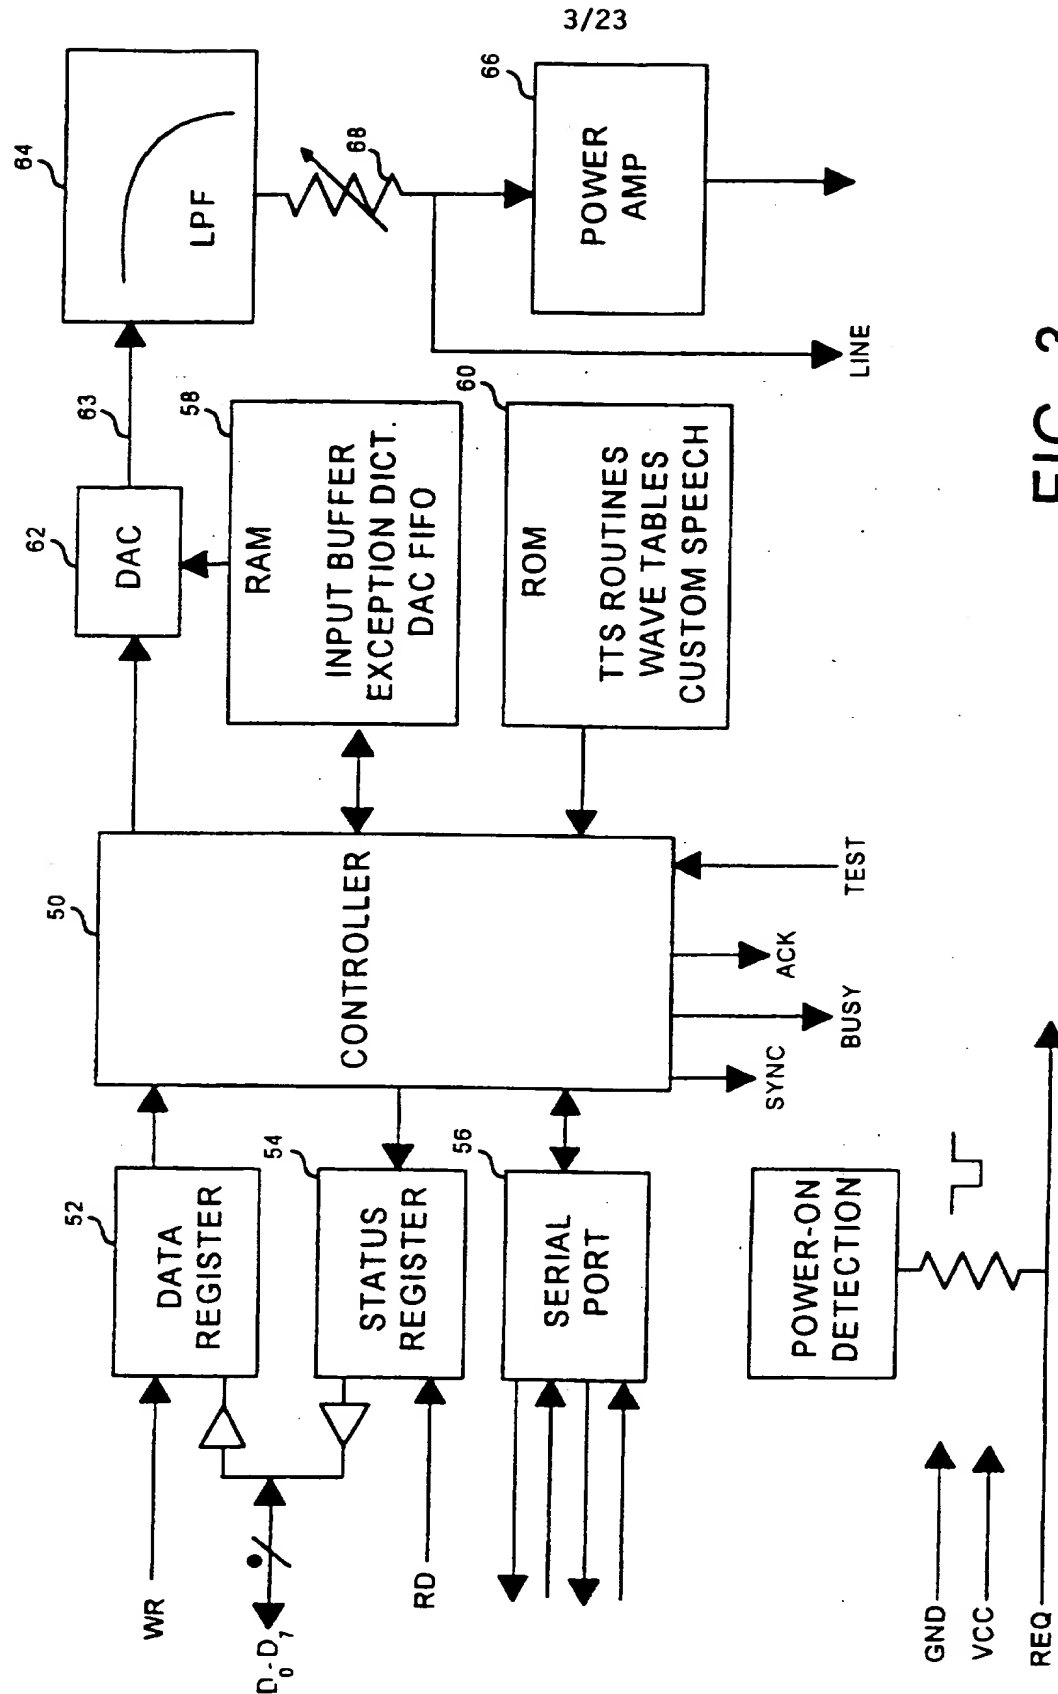 3/23
64
LPF
68
66
POWER
AMP
LINE
63
62
DAC
58
RAM
INPUT BUFFER
EXCEPTION DICT.
DAC FIFO
60
ROM
TTS ROUTINES
WAVE TABLES
CUSTOM SPEECH
50
CONTROLLER
SYNC
BUSY
ACK
TEST
52
DATA
REGISTER
54
STATUS
REGISTER
56
SERIAL
PORT
POWER-ON
DETECTION
WR
D0-D7
RD
GND
VCC
REQ